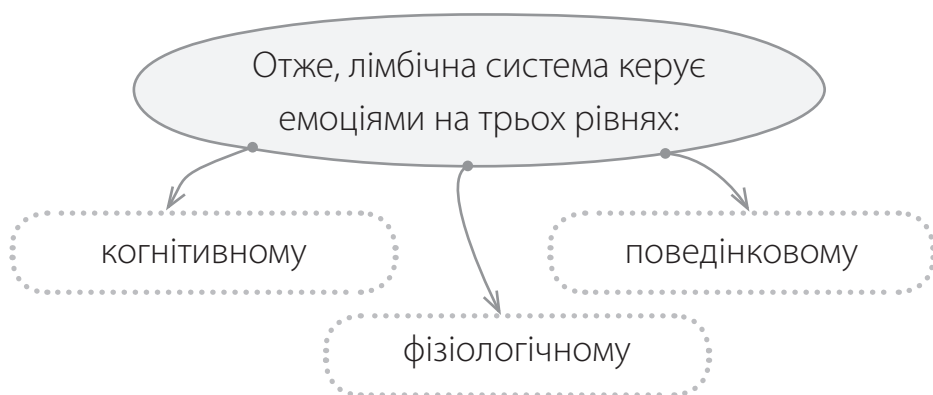 Отже, лімбічна система керує
емоціями на трьох рівнях:
когнітивному
поведінковому
фізіологічному